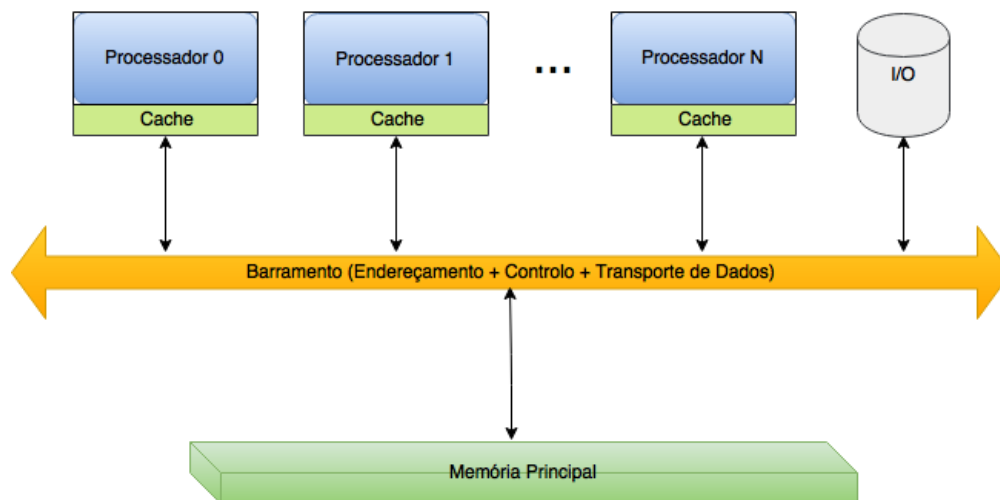 Processador 0
Processador 1
...
Processador N
I/O
Cache
Cache
Cache
Barramento (Endereçamento + Controlo + Transporte de Dados)
Memória Principal